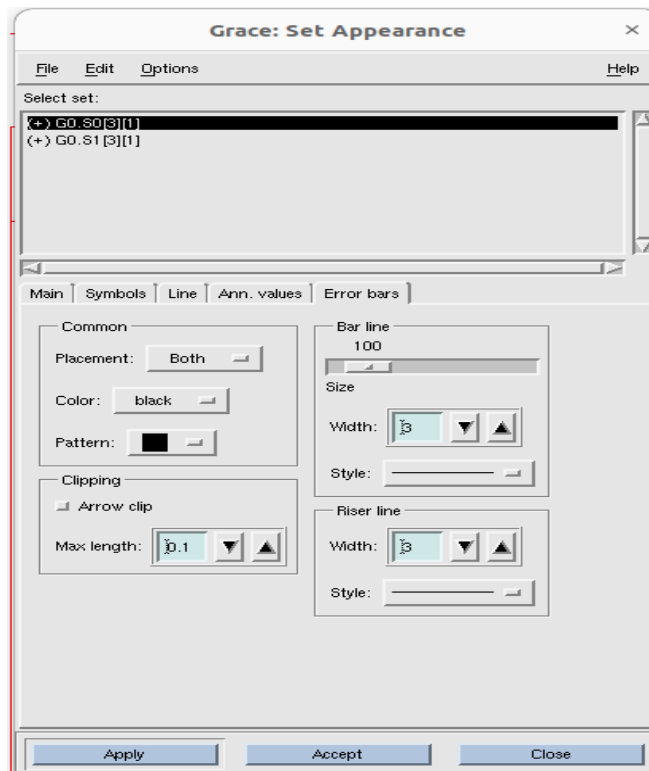 Grace: Set Appearance ×
File Edit Options Help
Select set:
(+) G0.S0[3][1]
(+) G0.S1[3][1]
Main Symbols Line Ann. values Error bars
Common
Placement: Both
Color: black
Pattern:
Clipping
Arrow clip
Max length: 0.1
Bar line
100
Size
Width: 3
Style:
Riser line
Width: 3
Style:
Apply Accept Close